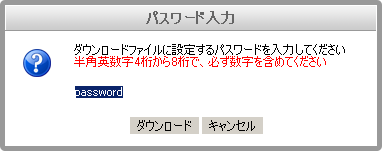 パスワード入力
ダウンロードファイルに設定するパスワードを入力してください
半角英数字4桁から8桁で、必ず数字を含めてください
password
ダウンロード キャンセル